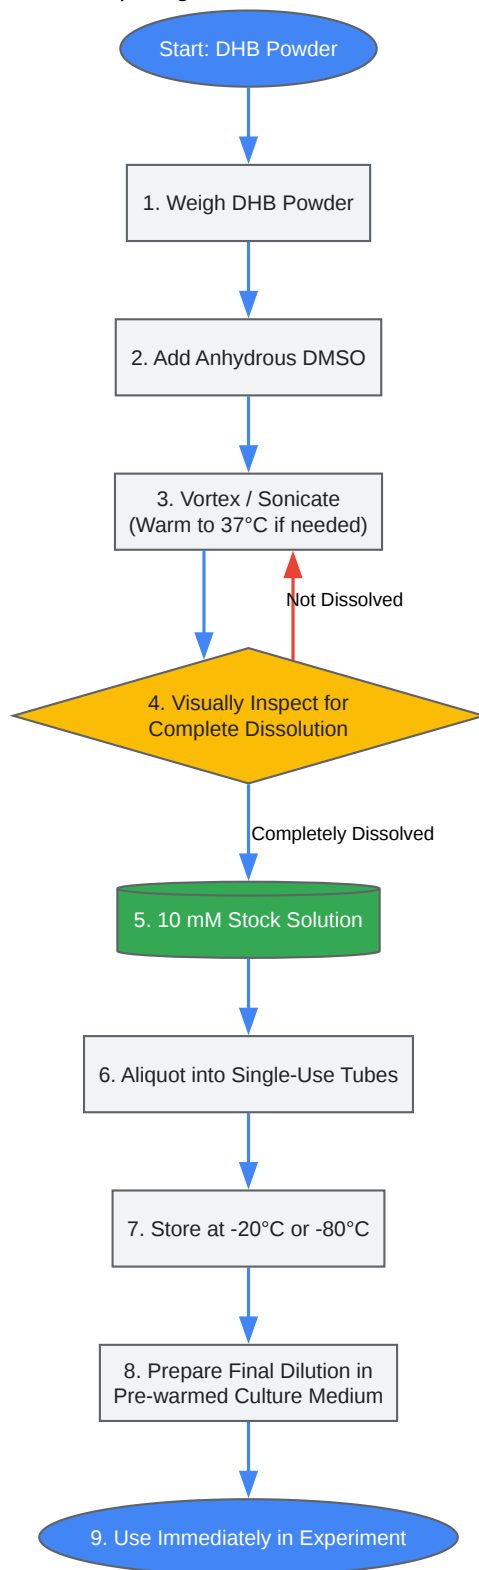 Start: DHB Powder
1. Weigh DHB Powder
2. Add Anhydrous DMSO
3. Vortex / Sonicate
(Warm to 37°C if needed)
Not Dissolved
4. Visually Inspect for
Complete Dissolution
Completely Dissolved
5. 10 mM Stock Solution
6. Aliquot into Single-Use Tubes
7. Store at -20°C or -80°C
8. Prepare Final Dilution in
Pre-warmed Culture Medium
9. Use Immediately in Experiment